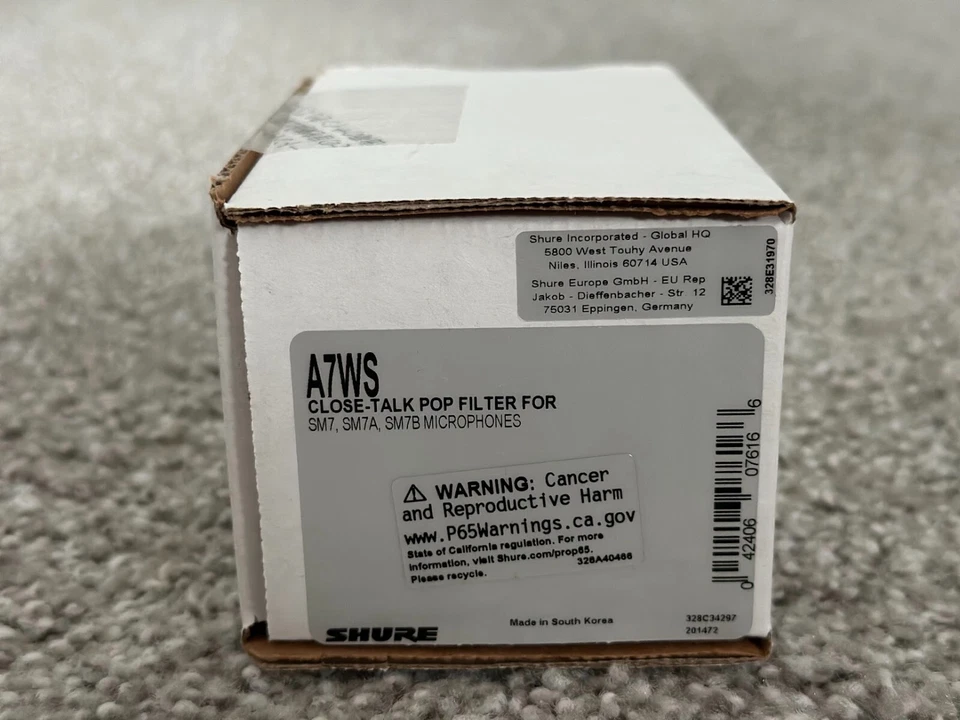 Shure Incorporated - Global HQ
5800 West Touhy Avenue
Niles, Illinois 60714 USA
Shure Europe GmbH - EU Rep
Jakob - Dieffenbacher - Str. 12
75031 Eppingen, Germany
328E31970
A7WS
CLOSE-TALK POP FILTER FOR
SM7, SM7A, SM7B MICROPHONES
WARNING: Cancer
and Reproductive Harm
www.P65Warnings.ca.gov
State of California regulation. For more
information, visit Shure.com/prop65.
Please recycle.
328A40466
0 42406 07616 6
SHURE
Made in South Korea
328C34297
201472